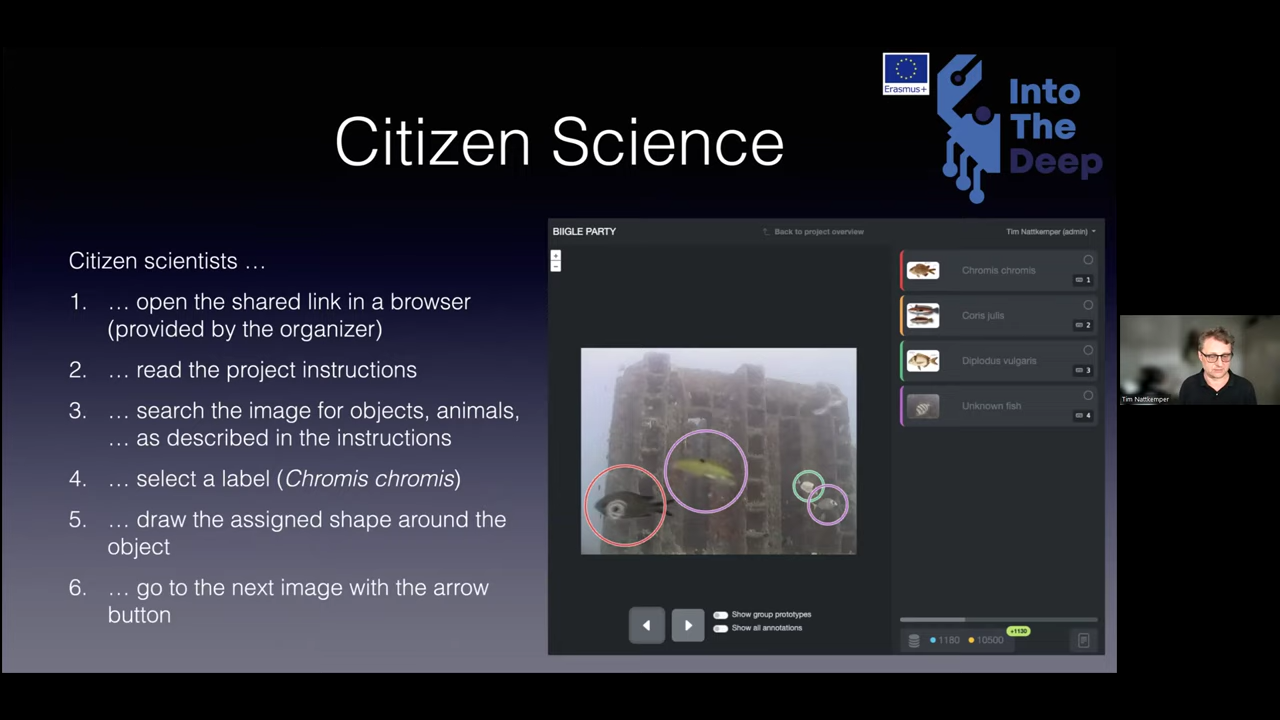 Erasmus+
Into
The
Deep
Citizen Science
Citizen scientists …
1. … open the shared link in a browser
(provided by the organizer)
2. … read the project instructions
3. … search the image for objects, animals,
… as described in the instructions
4. … select a label (Chromis chromis)
5. … draw the assigned shape around the
object
6. … go to the next image with the arrow
button
BIIGLE PARTY
Back to project overview
Tim Nattkemper (admin)
Chromis chromis
1
Coris julis
2
Diplodus vulgaris
3
Unknown fish
4
Show group prototypes
Show all annotations
+1130
1180 10500
Tim Nattkemper